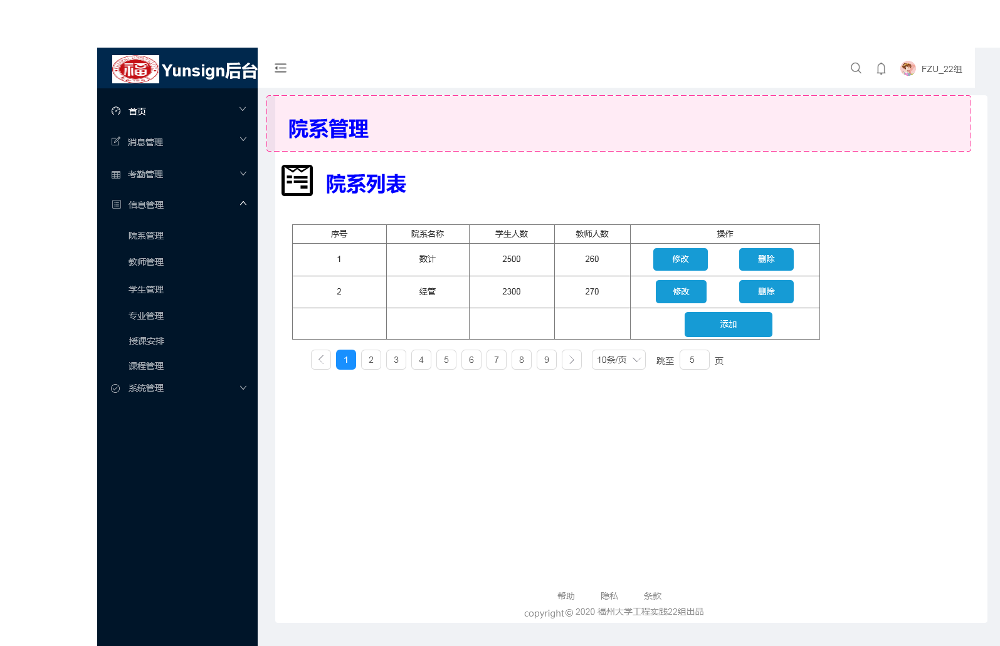 福 Yunsign后台
FZU_22组
首页
消息管理
考勤管理
信息管理
院系管理
教师管理
学生管理
专业管理
授课安排
课程管理
系统管理
院系管理
院系列表
序号 院系名称 学生人数 教师人数 操作
1 数计 2500 260 修改 删除
2 经管 2300 270 修改 删除
添加
1 2 3 4 5 6 7 8 9 10条/页 跳至 5 页
帮助 隐私 条款
copyright© 2020 福州大学工程实践22组出品